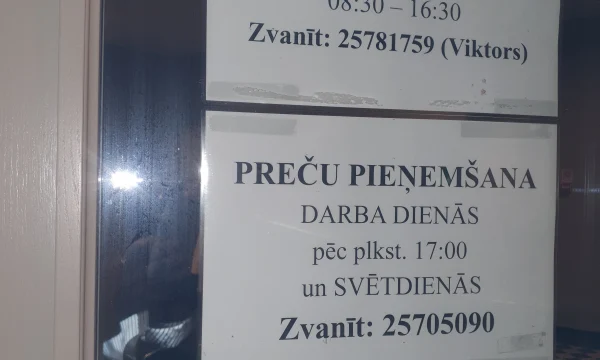 08:30 – 16:30
Zvanīt: 25781759 (Viktors)
PREČU PIEŅEMŠANA
DARBA DIENĀS
pēc plkst. 17:00
un SVĒTDIENĀS
Zvanīt: 25705090